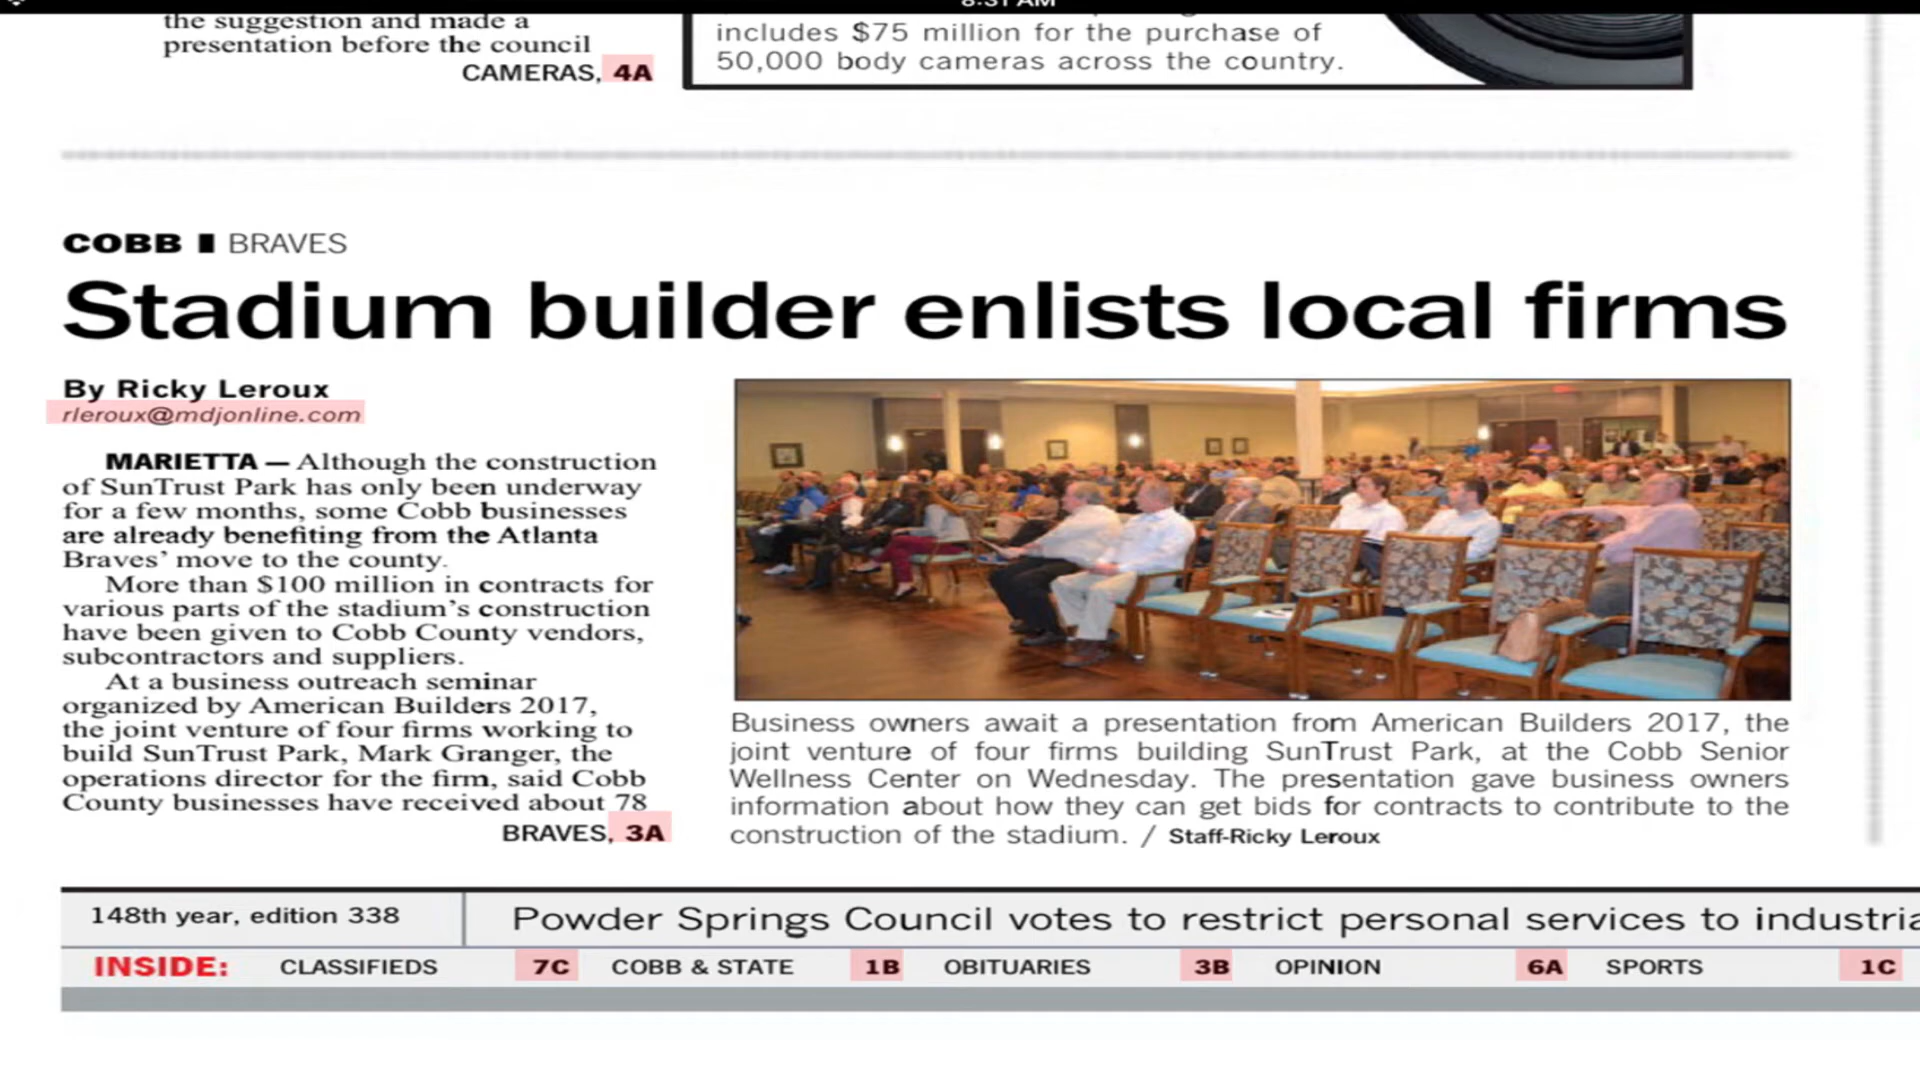 the suggestion and made a
presentation before the council
CAMERAS, 4A
includes $75 million for the purchase of
50,000 body cameras across the country.
COBB BRAVES
Stadium builder enlists local firms
By Ricky Leroux
rleroux@mdjonline.com
MARIETTA — Although the construction
of SunTrust Park has only been underway
for a few months, some Cobb businesses
are already benefiting from the Atlanta
Braves' move to the county.
More than $100 million in contracts for
various parts of the stadium's construction
have been given to Cobb County vendors,
subcontractors and suppliers.
At a business outreach seminar
organized by American Builders 2017,
the joint venture of four firms working to
build SunTrust Park, Mark Granger, the
operations director for the firm, said Cobb
County businesses have received about 78
BRAVES, 3A
Business owners await a presentation from American Builders 2017, the
joint venture of four firms building SunTrust Park, at the Cobb Senior
Wellness Center on Wednesday. The presentation gave business owners
information about how they can get bids for contracts to contribute to the
construction of the stadium. / Staff-Ricky Leroux
148th year, edition 338
Powder Springs Council votes to restrict personal services to
INSIDE: CLASSIFIEDS 7C COBB & STATE 1B OBITUARIES 3B OPINION 6A SPORTS 1C